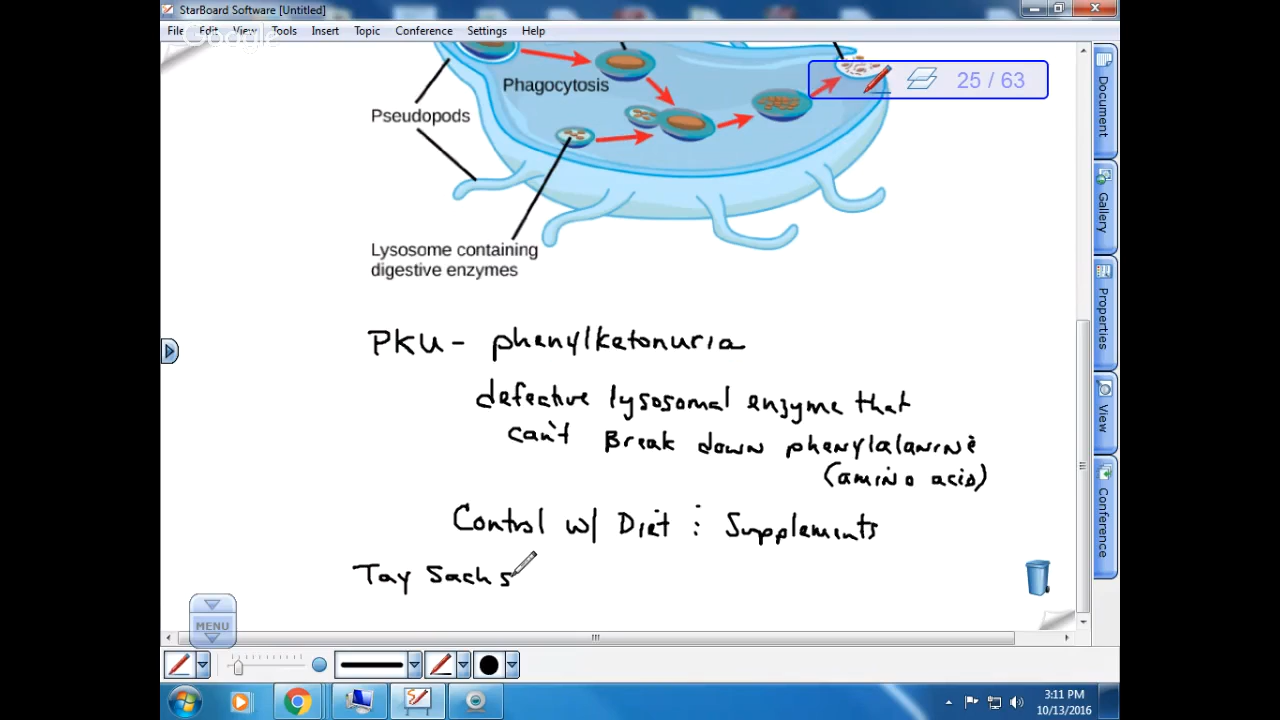 StarBoard Software [Untitled]
File Edit View Tools Insert Topic Conference Settings Help
Google
25 / 63
Phagocytosis
Pseudopods
Lysosome containing
digestive enzymes
PKU - phenylketonuria
defective lysosomal enzyme that
can't Break down phenylalanine
(amino acid)
Control w/ Diet : Supplements
Tay Sachs
MENU
Document
Gallery
Properties
View
Conference
3:11 PM
10/13/2016